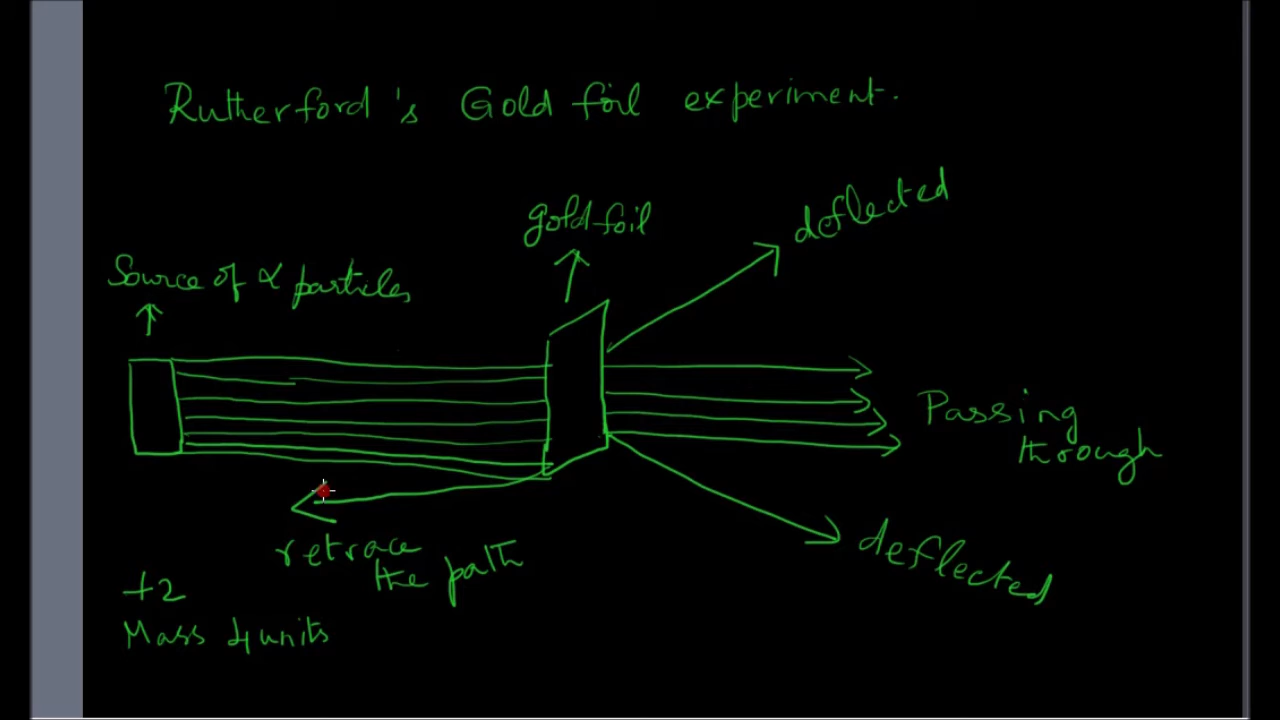 Rutherford's Gold foil experiment.
deflected
gold foil
Source of α particles
Passing
through
deflected
retrace
the path
+2
Mass 4 units